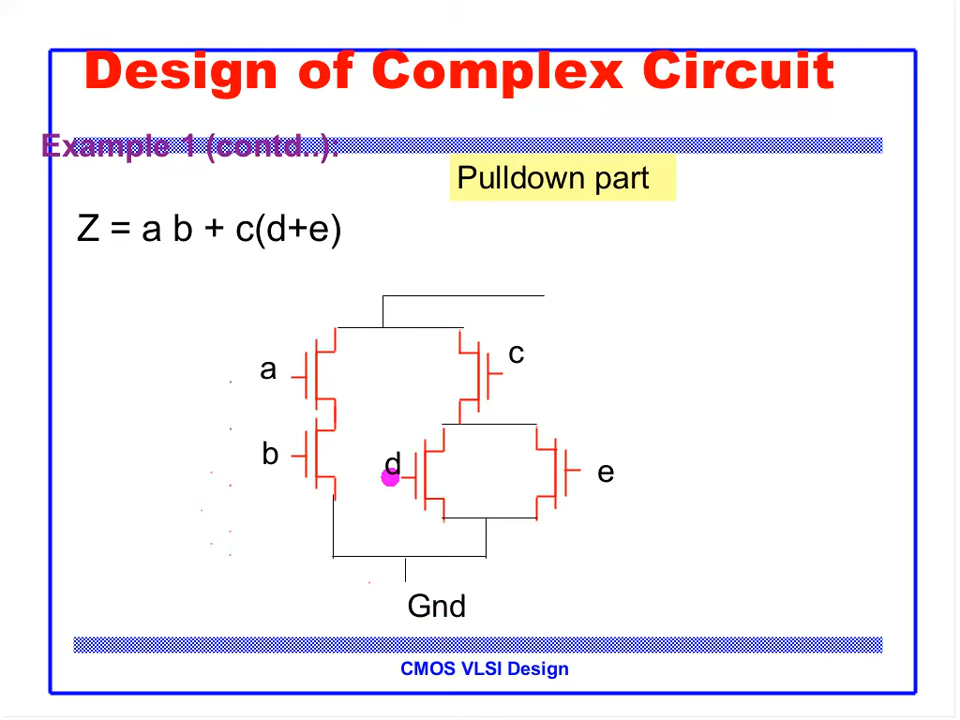 Design of Complex Circuit
Example 1 (contd..):
Pulldown part
Z = a b + c(d+e)
a
c
b
d
e
Gnd
CMOS VLSI Design